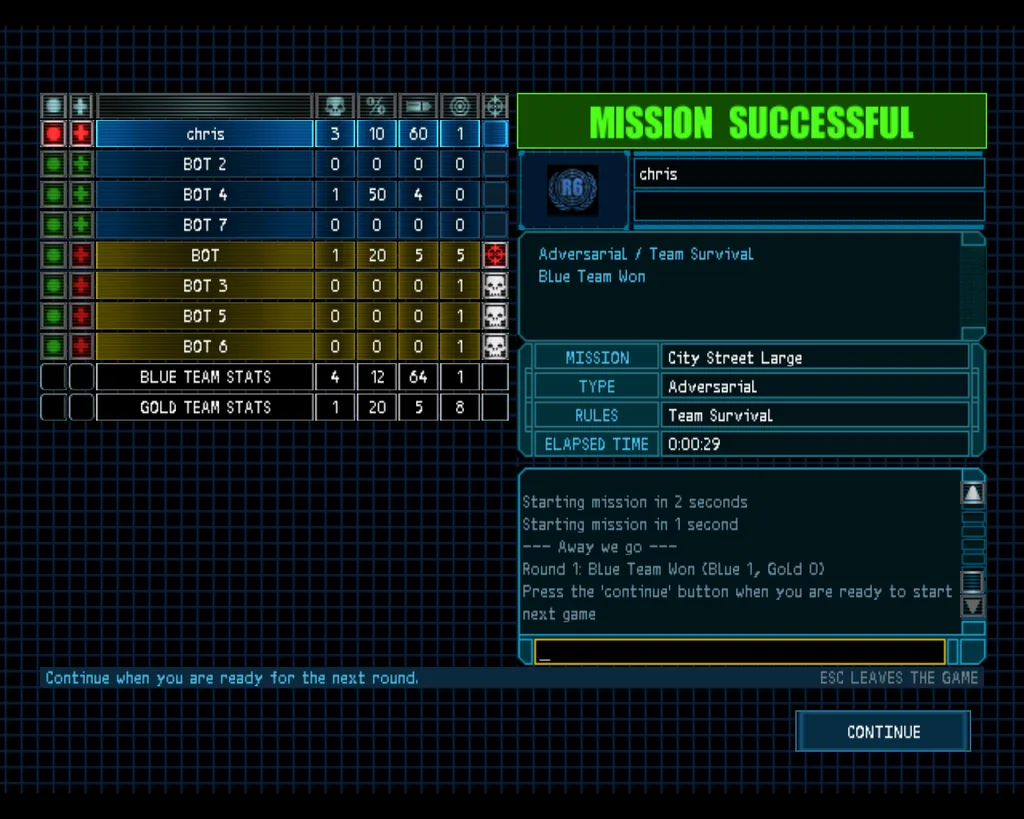 %
chris 3 10 60 1
BOT 2 0 0 0 0
BOT 4 1 50 4 0
BOT 7 0 0 0 0
BOT 1 20 5 5
BOT 3 0 0 0 1
BOT 5 0 0 0 1
BOT 6 0 0 0 1
BLUE TEAM STATS 4 12 64 1
GOLD TEAM STATS 1 20 5 8
MISSION SUCCESSFUL
R6
chris
Adversarial / Team Survival
Blue Team Won
MISSION City Street Large
TYPE Adversarial
RULES Team Survival
ELAPSED TIME 0:00:29
Starting mission in 2 seconds
Starting mission in 1 second
--- Away we go ---
Round 1: Blue Team Won (Blue 1, Gold 0)
Press the 'continue' button when you are ready to start
next game
_
Continue when you are ready for the next round.
ESC LEAVES THE GAME
CONTINUE